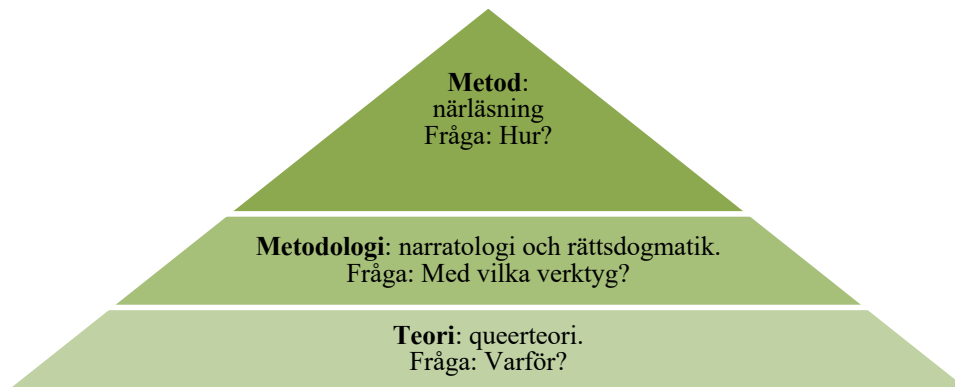 Metod:
närläsning
Fråga: Hur?
Metodologi: narratologi och rättsdogmatik.
Fråga: Med vilka verktyg?
Teori: queerteori.
Fråga: Varför?